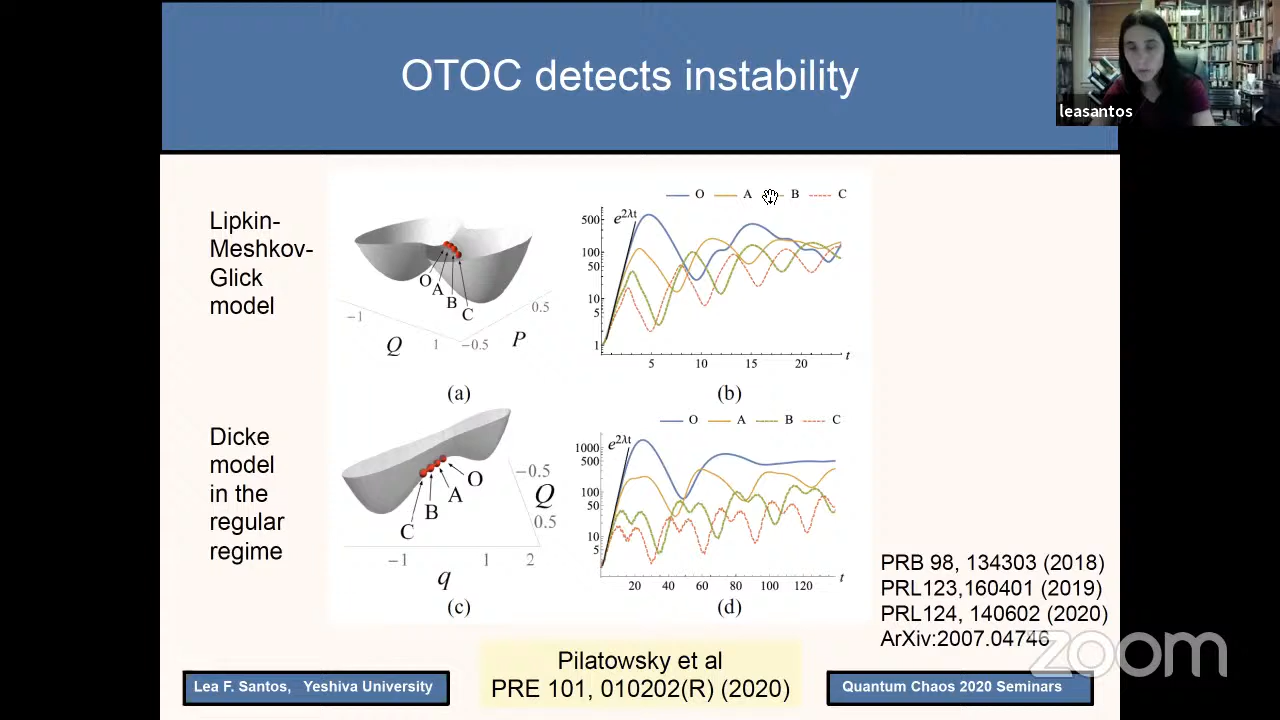 OTOC detects instability
leasantos
Lipkin-
Meshkov-
Glick
model
O
A
B
C
−1
Q
1
−0.5
P
0.5
(a)
O A B C
500
100
50
10
5
1
e^{2λt}
5 10 15 20 t
(b)
Dicke
model
in the
regular
regime
O
A
B
C
−0.5
Q
0.5
−1 1 2
q
(c)
O A B C
1000
500
100
50
10
5
e^{2λt}
20 40 60 80 100 120 t
(d)
PRB 98, 134303 (2018)
PRL123,160401 (2019)
PRL124, 140602 (2020)
ArXiv:2007.04746
zoom
Pilatowsky et al
PRE 101, 010202(R) (2020)
Lea F. Santos, Yeshiva University
Quantum Chaos 2020 Seminars